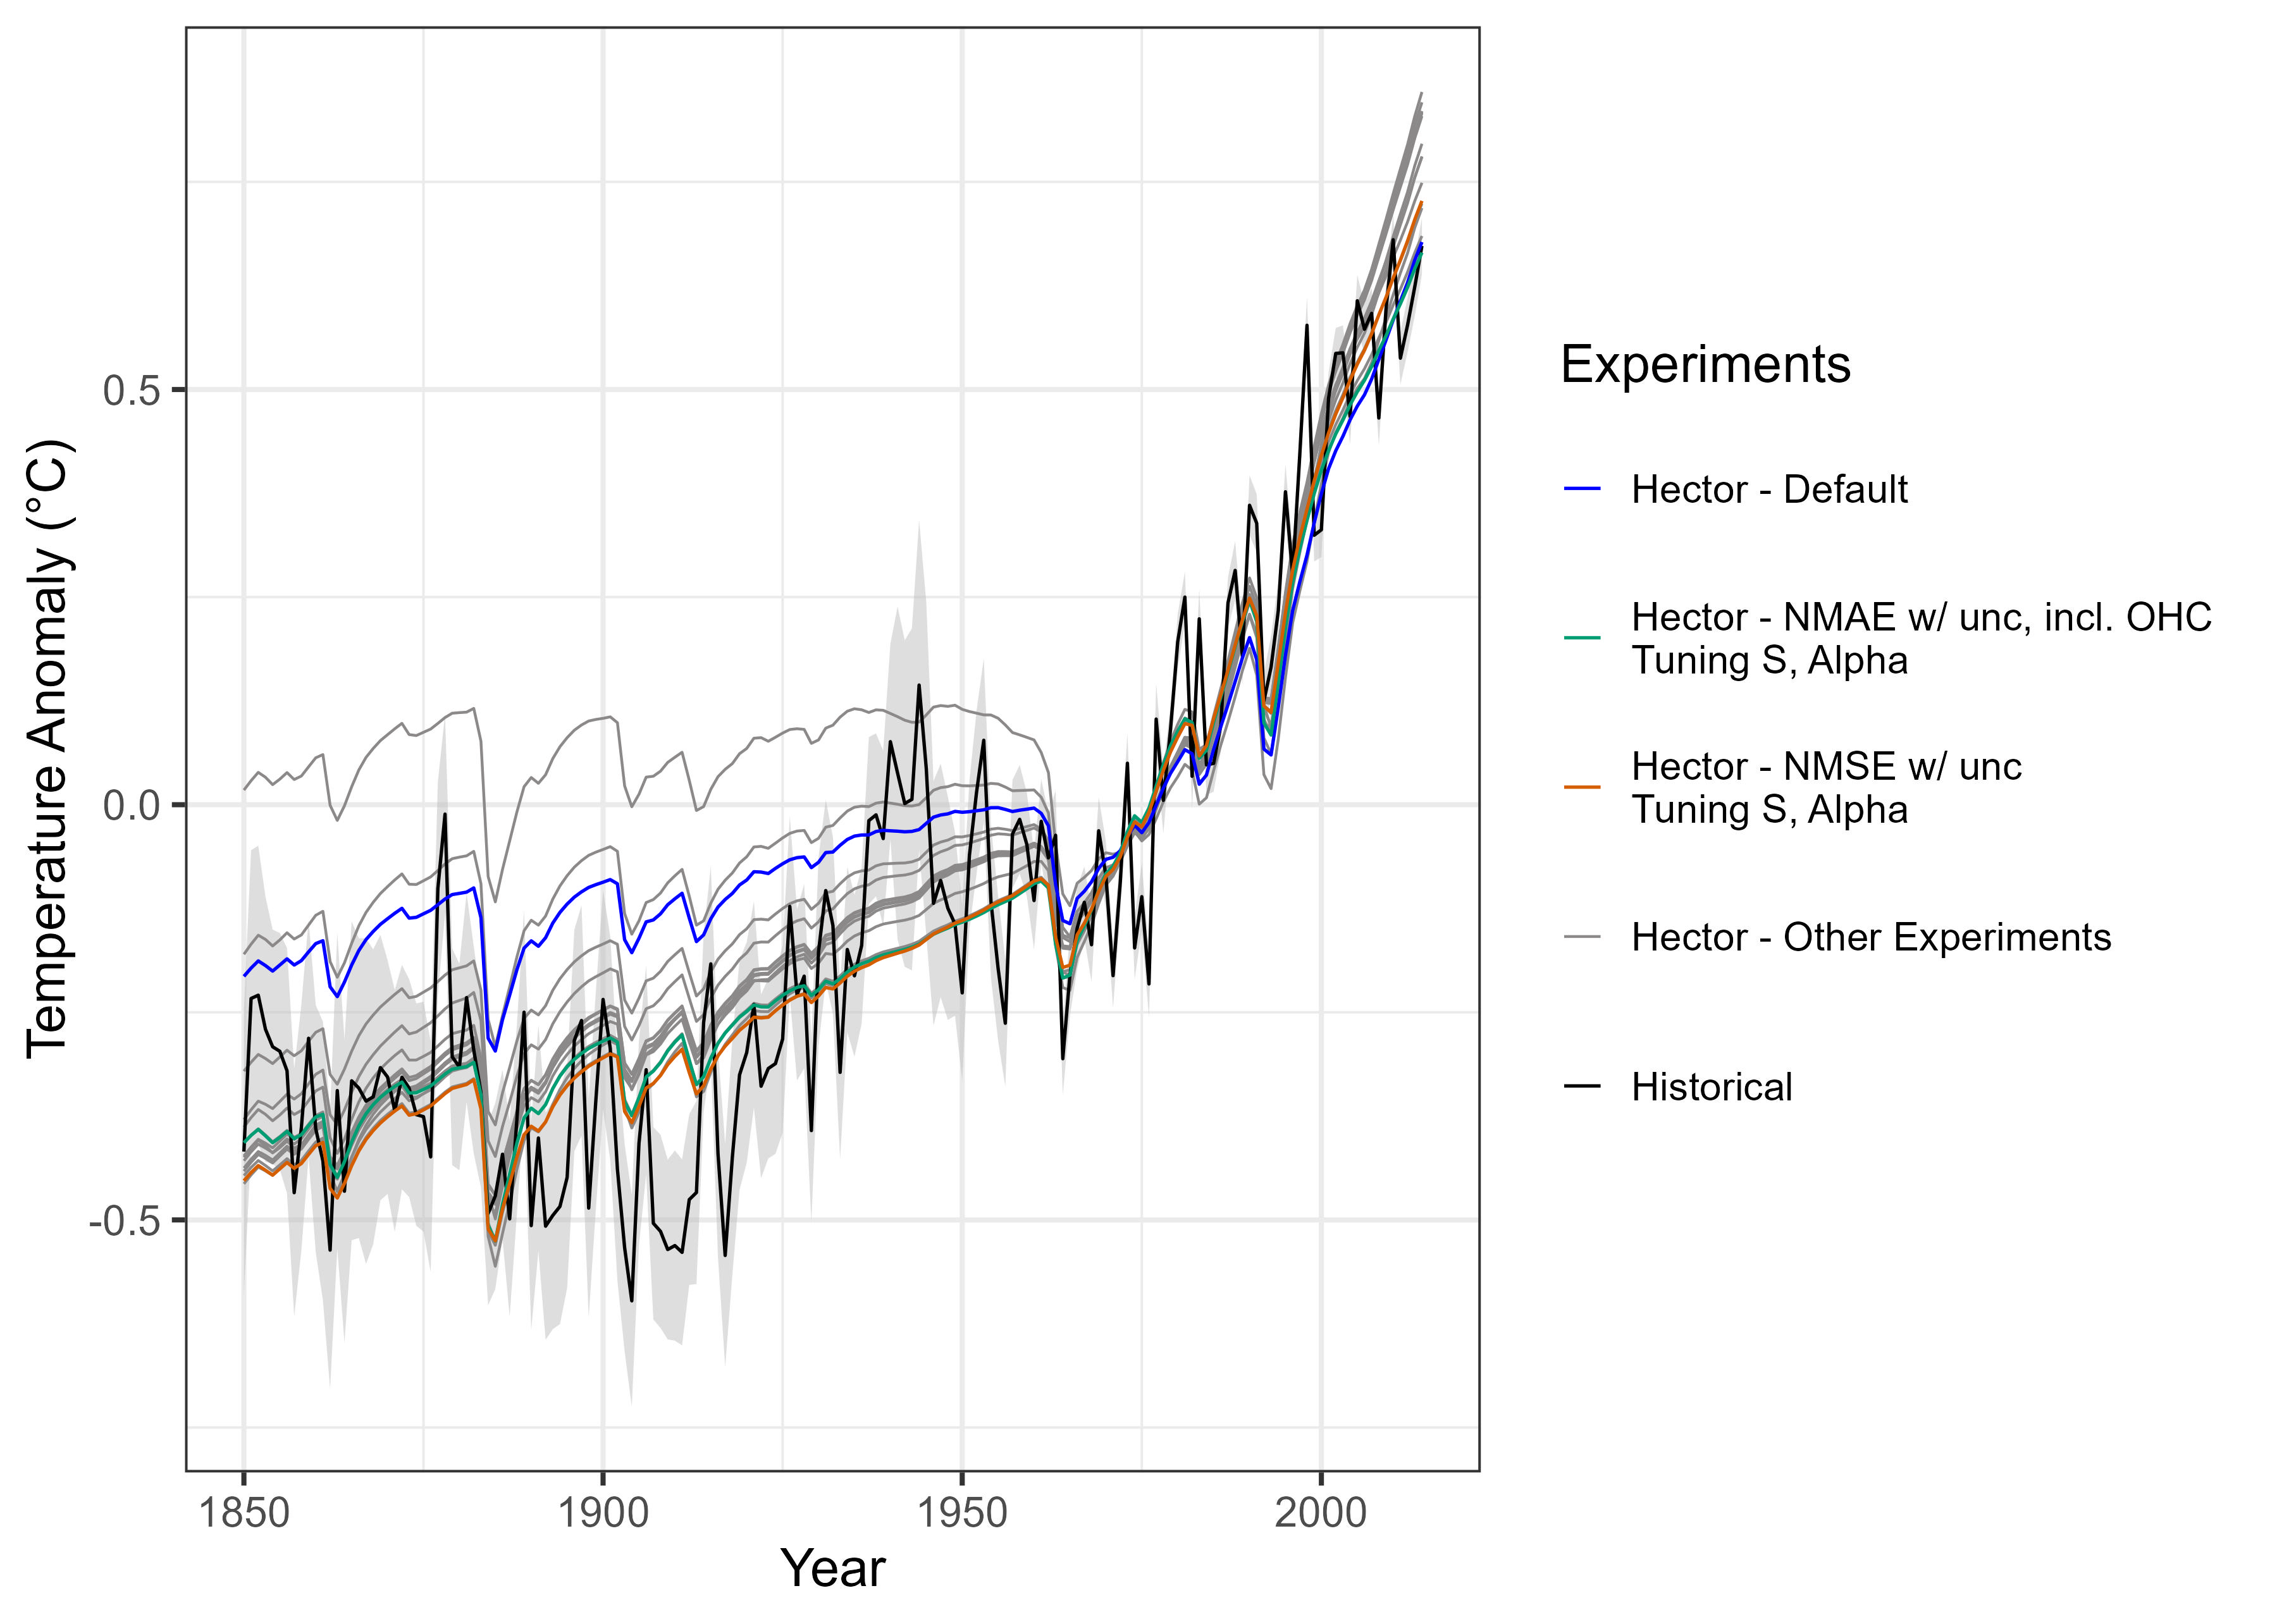 Temperature Anomaly (°C)
0.5
0.0
-0.5
1850
1900
1950
2000
Year
Experiments
Hector - Default
Hector - NMAE w/ unc, incl. OHC
Tuning S, Alpha
Hector - NMSE w/ unc
Tuning S, Alpha
Hector - Other Experiments
Historical